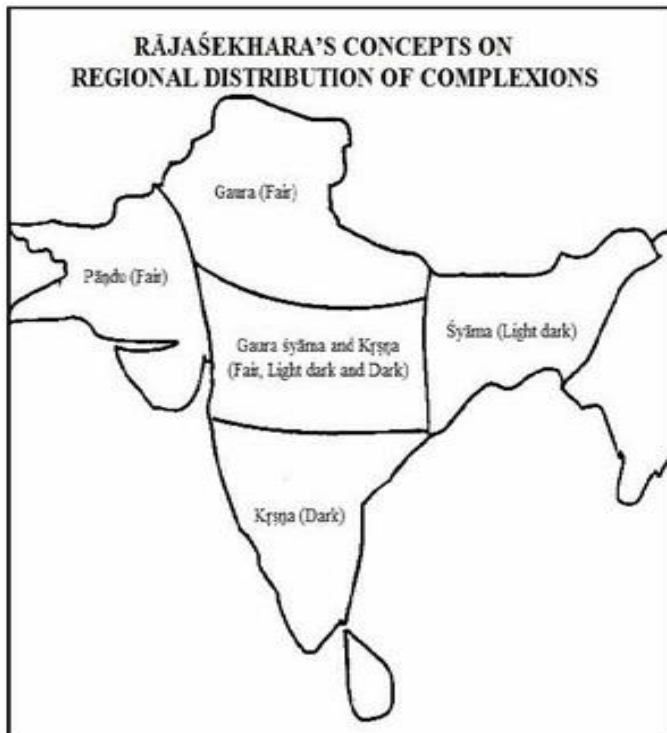 RĀJAŚEKHARA'S CONCEPTS ON
REGIONAL DISTRIBUTION OF COMPLEXIONS
Gaura (Fair)
Pāṇdu (Fair)
Gaura śyāma and Kṛṣṇa
(Fair, Light dark and Dark)
Śyāma (Light dark)
Kṛṣṇa (Dark)